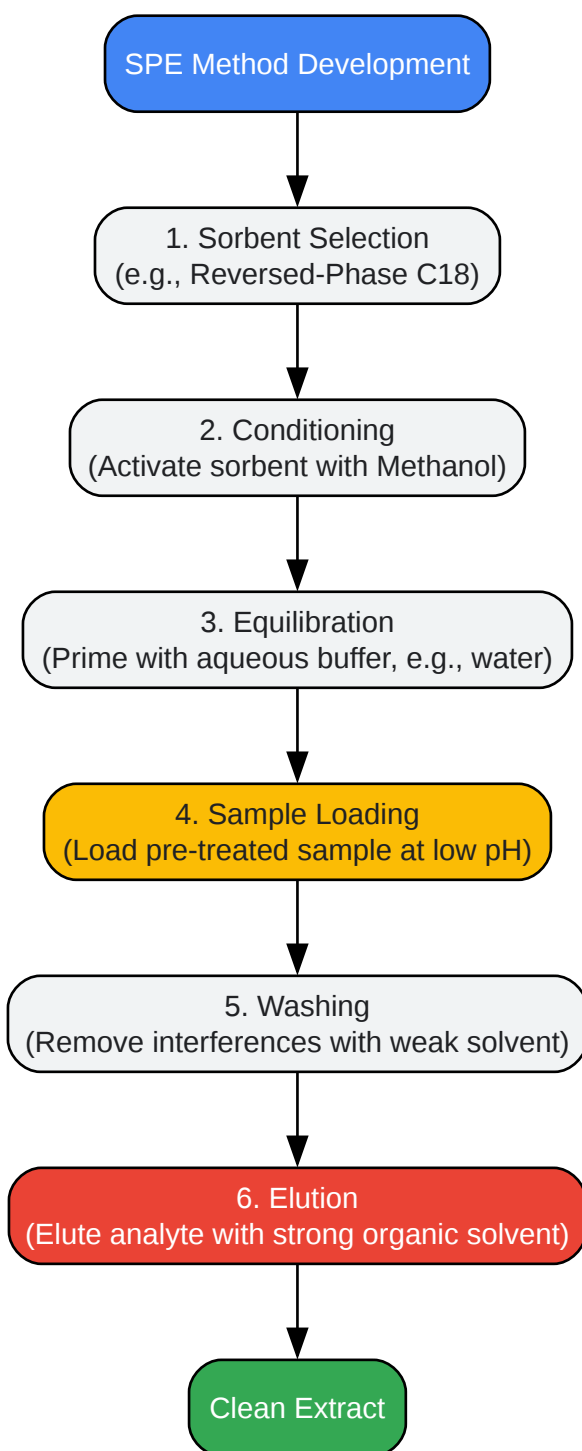 SPE Method Development
1. Sorbent Selection
(e.g., Reversed-Phase C18)
2. Conditioning
(Activate sorbent with Methanol)
3. Equilibration
(Prime with aqueous buffer, e.g., water)
4. Sample Loading
(Load pre-treated sample at low pH)
5. Washing
(Remove interferences with weak solvent)
6. Elution
(Elute analyte with strong organic solvent)
Clean Extract